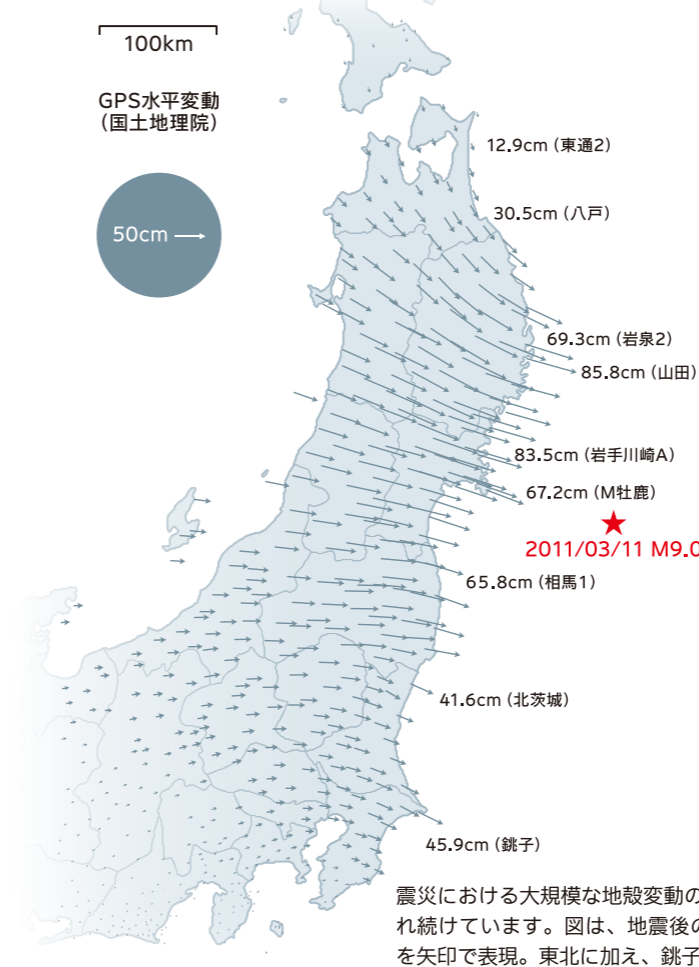 100km
GPS水平変動
（国土地理院）
50cm
12.9cm（東通2）
30.5cm（八戸）
69.3cm（岩泉2）
85.8cm（山田）
83.5cm（岩手川崎A）
67.2cm（M牡鹿）
2011/03/11 M9.0
65.8cm（相馬1）
41.6cm（北茨城）
45.9cm（銚子）
震災における大規模な地殻変動の
れ続けています。図は、地震後の
を矢印で表現。東北に加え、銚子